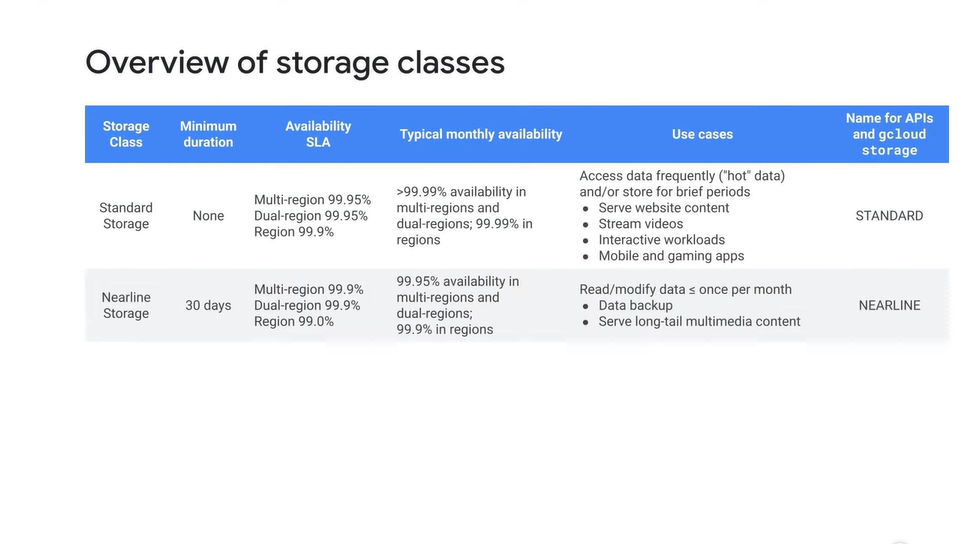 Overview of storage classes
Storage
Class
Minimum
duration
Availability
SLA
Typical monthly availability
Use cases
Name for APIs
and gcloud
storage
Standard
Storage
None
Multi-region 99.95%
Dual-region 99.95%
Region 99.9%
>99.99% availability in
multi-regions and
dual-regions; 99.99% in
regions
Access data frequently ("hot" data)
and/or store for brief periods
● Serve website content
● Stream videos
● Interactive workloads
● Mobile and gaming apps
STANDARD
Nearline
Storage
30 days
Multi-region 99.9%
Dual-region 99.9%
Region 99.0%
99.95% availability in
multi-regions and
dual-regions;
99.9% in regions
Read/modify data ≤ once per month
● Data backup
● Serve long-tail multimedia content
NEARLINE